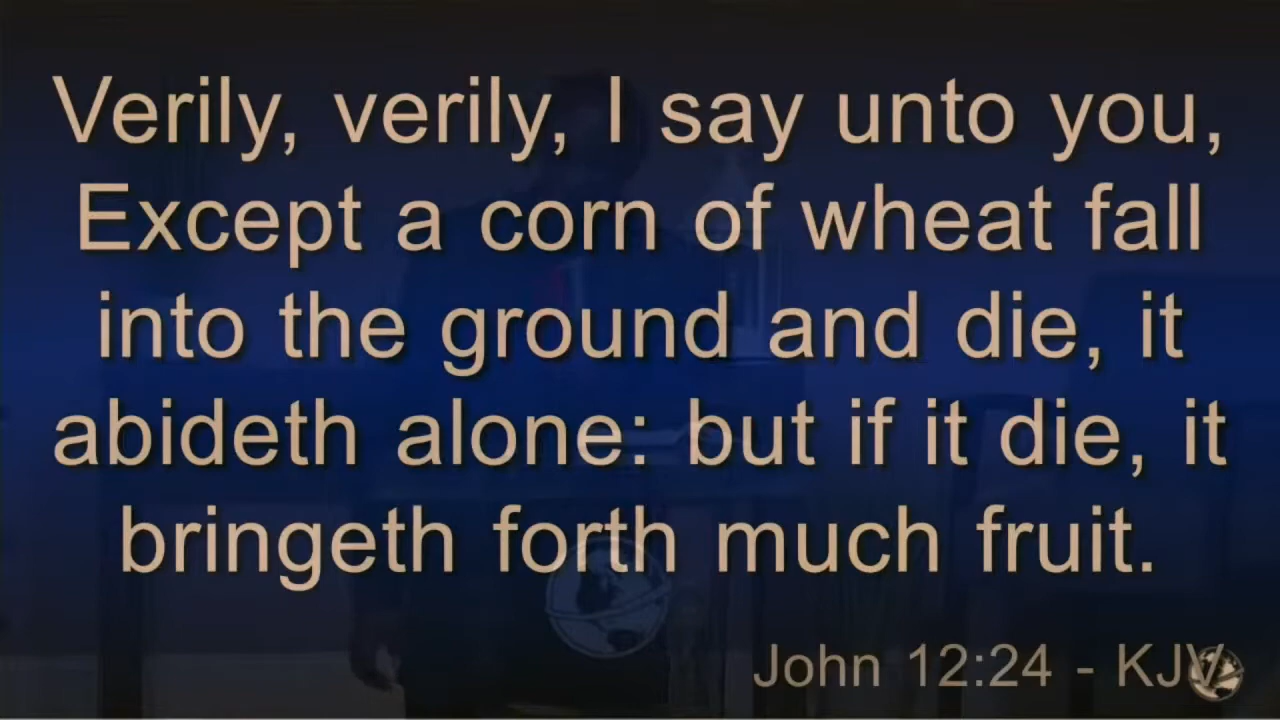 Verily, verily, I say unto you,
Except a corn of wheat fall
into the ground and die, it
abideth alone: but if it die, it
bringeth forth much fruit.
John 12:24 - KJV